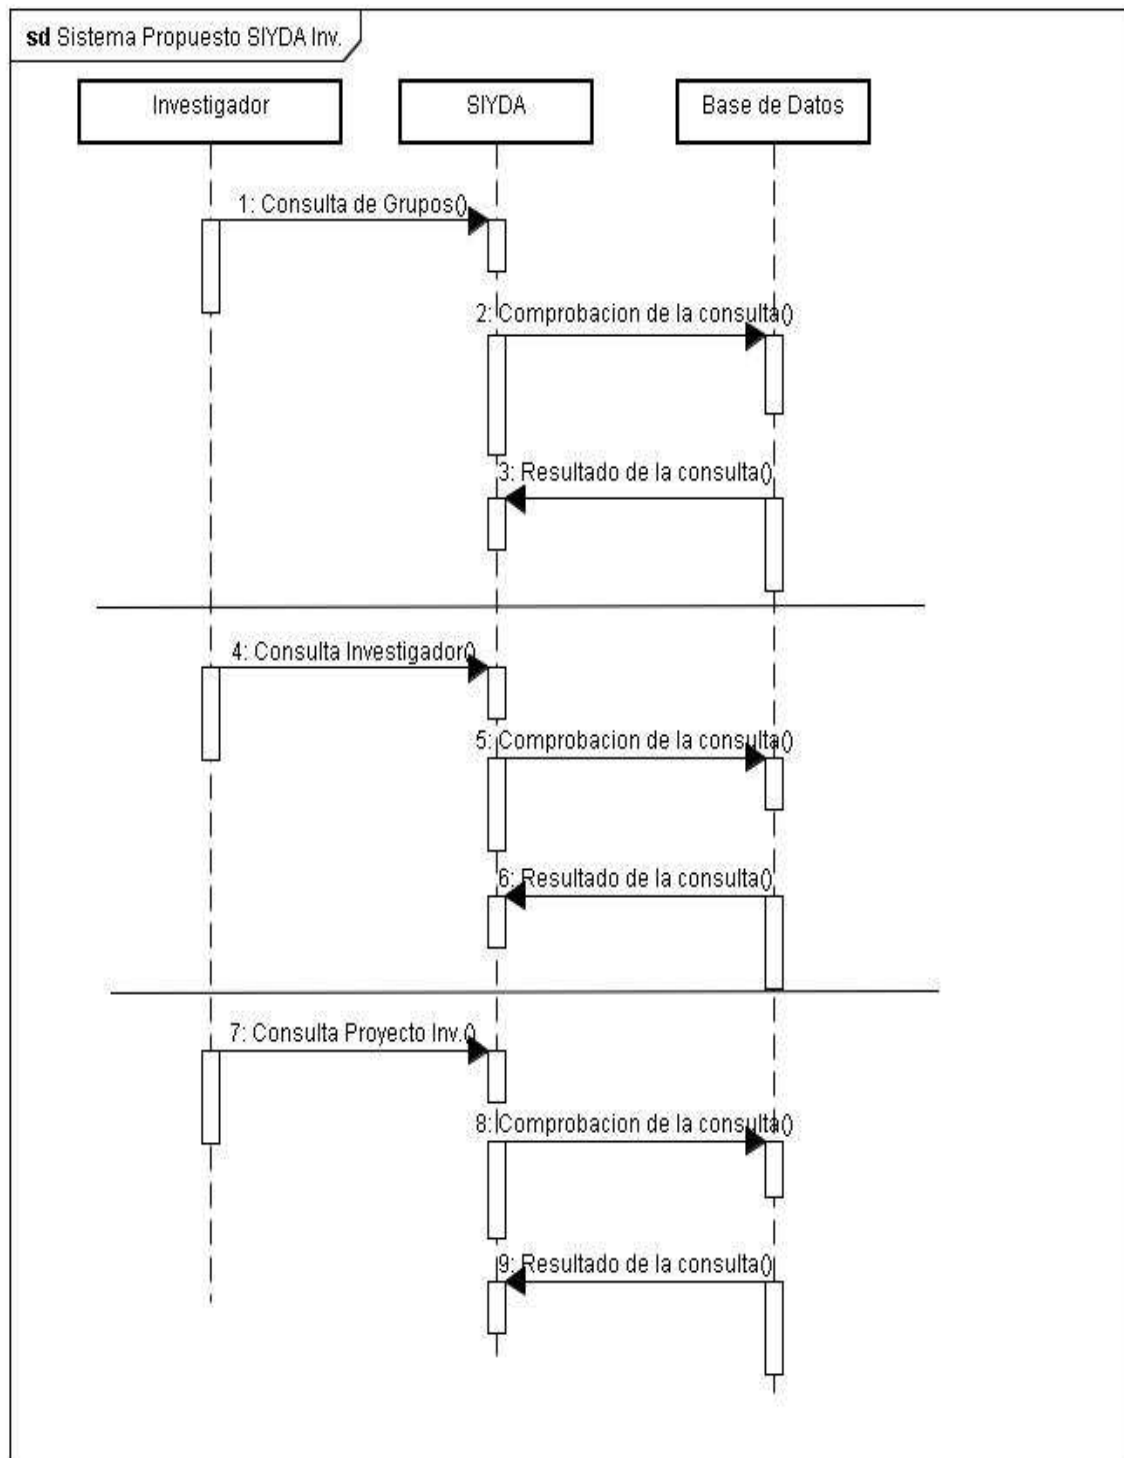 sd Sistema Propuesto SIYDA Inv.
Investigador
SIYDA
Base de Datos
1: Consulta de Grupos()
2: Comprobacion de la consulta()
3: Resultado de la consulta()
4: Consulta Investigador()
5: Comprobacion de la consulta()
6: Resultado de la consulta()
7: Consulta Proyecto Inv.()
8: Comprobacion de la consulta()
9: Resultado de la consulta()